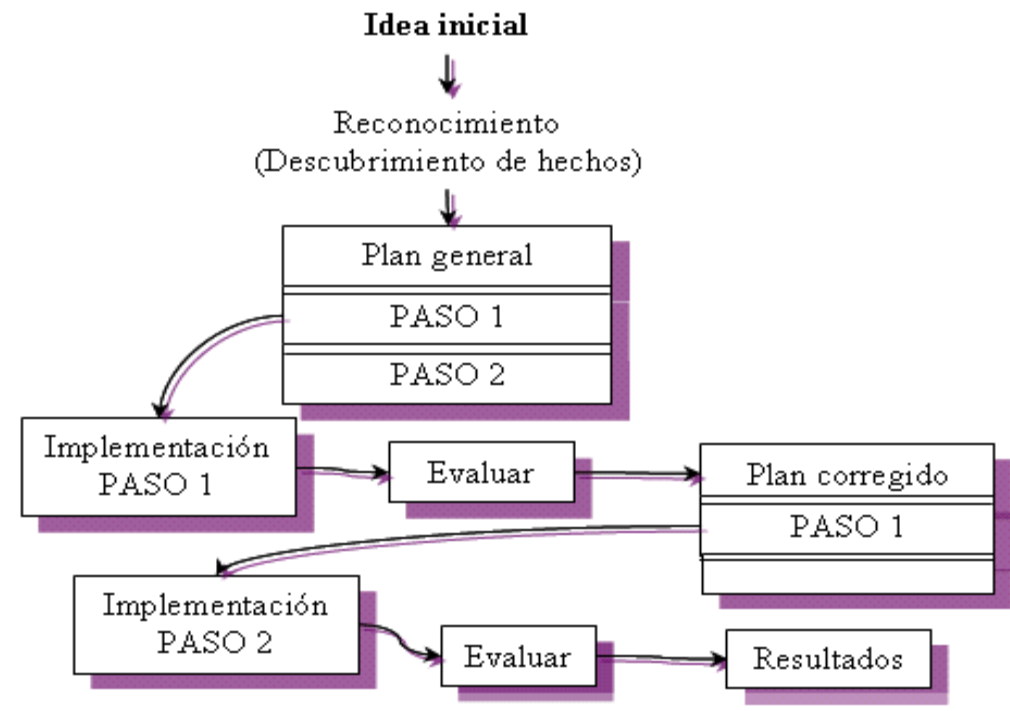 Idea inicial
Reconocimiento
(Descubrimiento de hechos)
Plan general
PASO 1
PASO 2
Implementación
PASO 1
Evaluar
Plan corregido
PASO 1
Implementación
PASO 2
Evaluar
Resultados